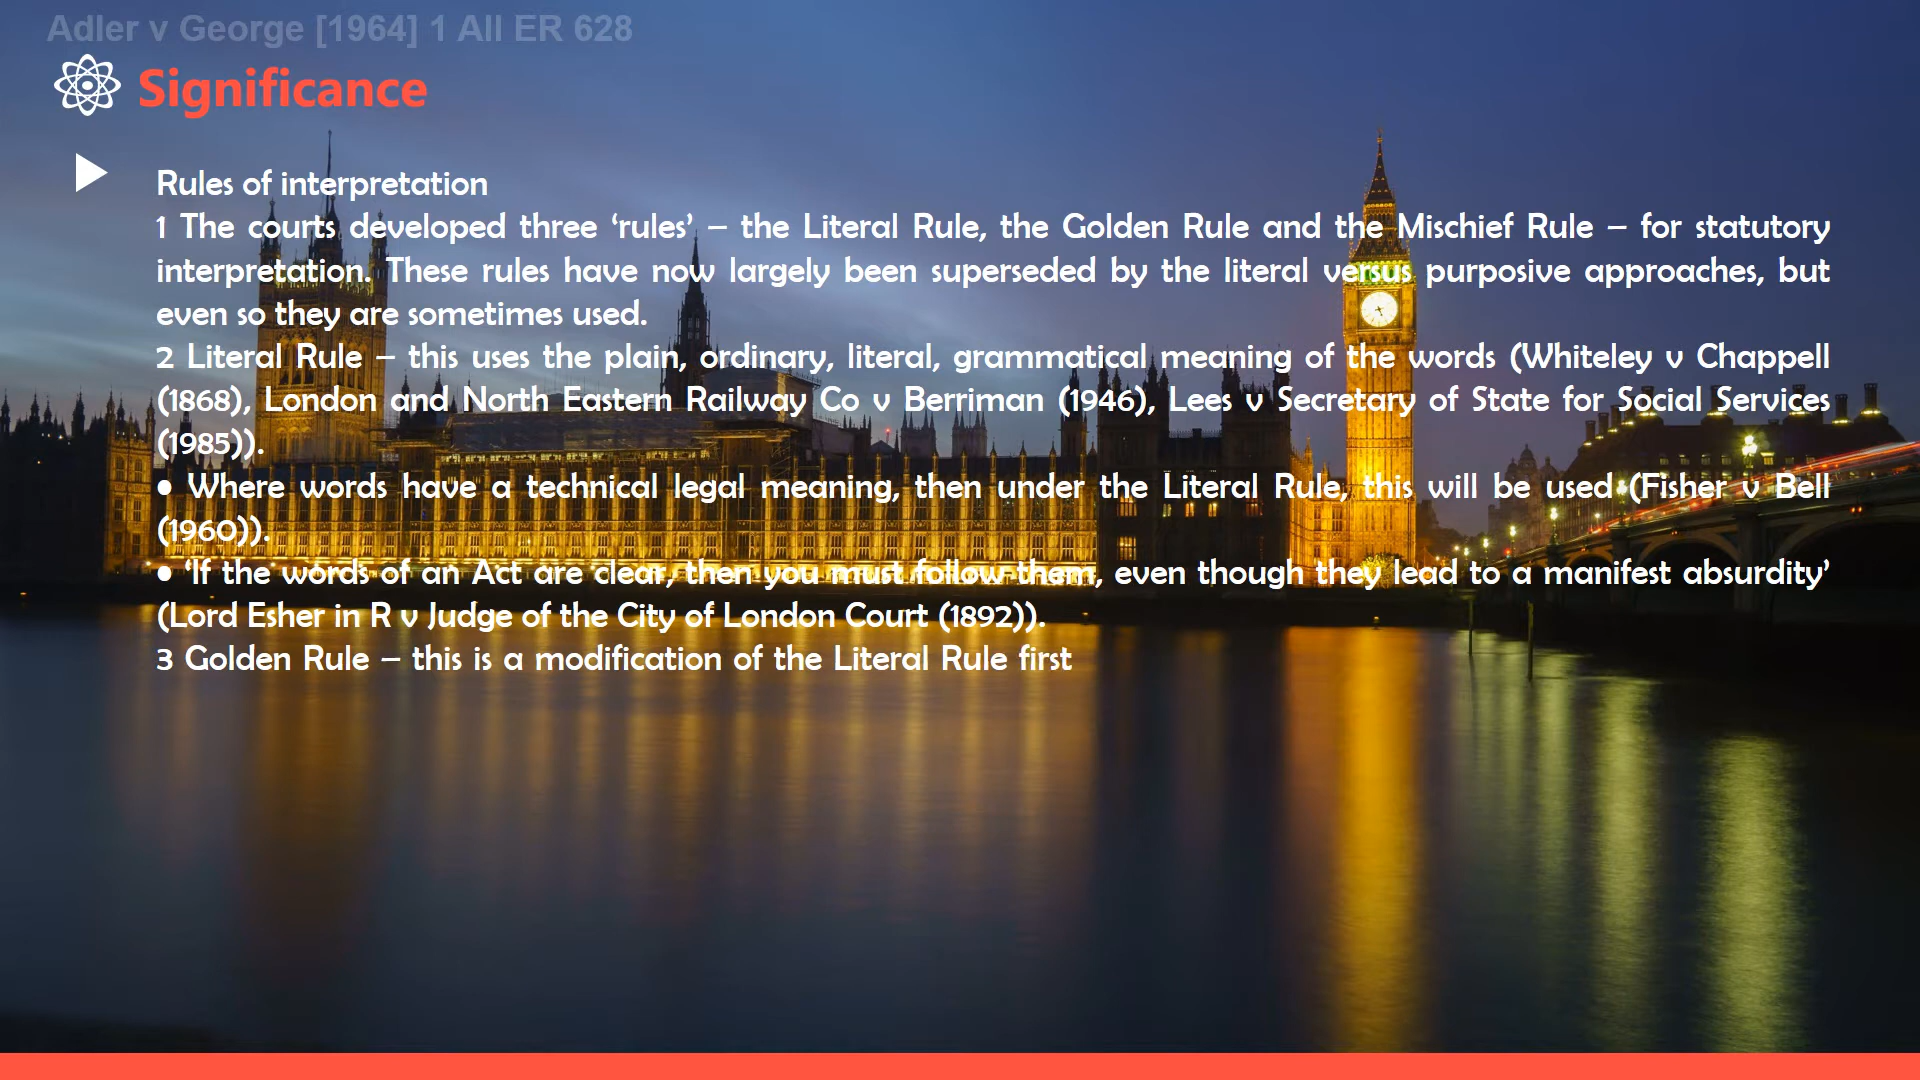 Adler v George [1964] 1 All ER 628
Significance
Rules of interpretation
1 The courts developed three ‘rules’ – the Literal Rule, the Golden Rule and the Mischief Rule – for statutory
interpretation. These rules have now largely been superseded by the literal versus purposive approaches, but
even so they are sometimes used.
2 Literal Rule – this uses the plain, ordinary, literal, grammatical meaning of the words (Whiteley v Chappell
(1868), London and North Eastern Railway Co v Berriman (1946), Lees v Secretary of State for Social Services
(1985)).
• Where words have a technical legal meaning, then under the Literal Rule, this will be used (Fisher v Bell
(1960)).
• ‘If the words of an Act are clear, then you must follow them, even though they lead to a manifest absurdity’
(Lord Esher in R v Judge of the City of London Court (1892)).
3 Golden Rule – this is a modification of the Literal Rule first